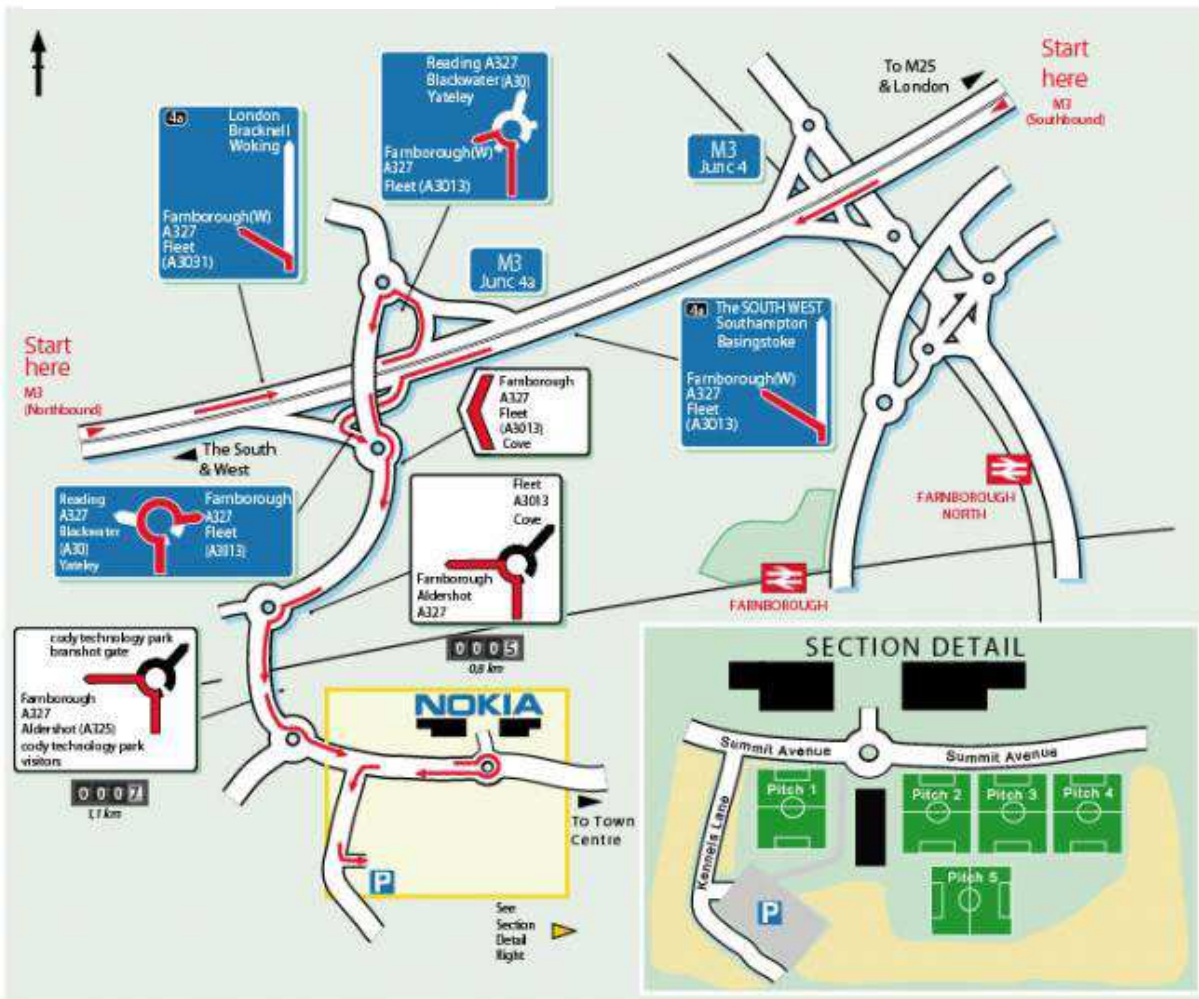 Start
here
M3
(Southbound)
To M25
& London
Reading A327
Blackwater (A30)
Yateley
Farnborough(W)
A327
Fleet (A3013)
4a
London
Bracknell
Woking
Farnborough(W)
A327
Fleet
(A3031)
M3
Junc 4
M3
Junc 4a
4a
The SOUTH WEST
Southampton
Basingstoke
Farnborough(W)
A327
Fleet
(A3013)
Start
here
M3
(Northbound)
The South
& West
Farnborough
A327
Fleet
(A3013)
Cove
Reading
A327
Blackwater
(A30)
Yateley
Farnborough
A327
Fleet
(A3013)
Fleet
A3013
Cove
Farnborough
Aldershot
A327
0005
0,8 km
FARNBOROUGH
NORTH
FARNBOROUGH
cody technology park
branshot gate
Farnborough
A327
Aldershot (A325)
cody technology park
visitors
0007
1,1 km
NOKIA
To Town
Centre
P
See
Section
Detail
Right
SECTION DETAIL
Summit Avenue
Summit Avenue
Kennels Lane
Pitch 1
Pitch 2
Pitch 3
Pitch 4
Pitch 5
P